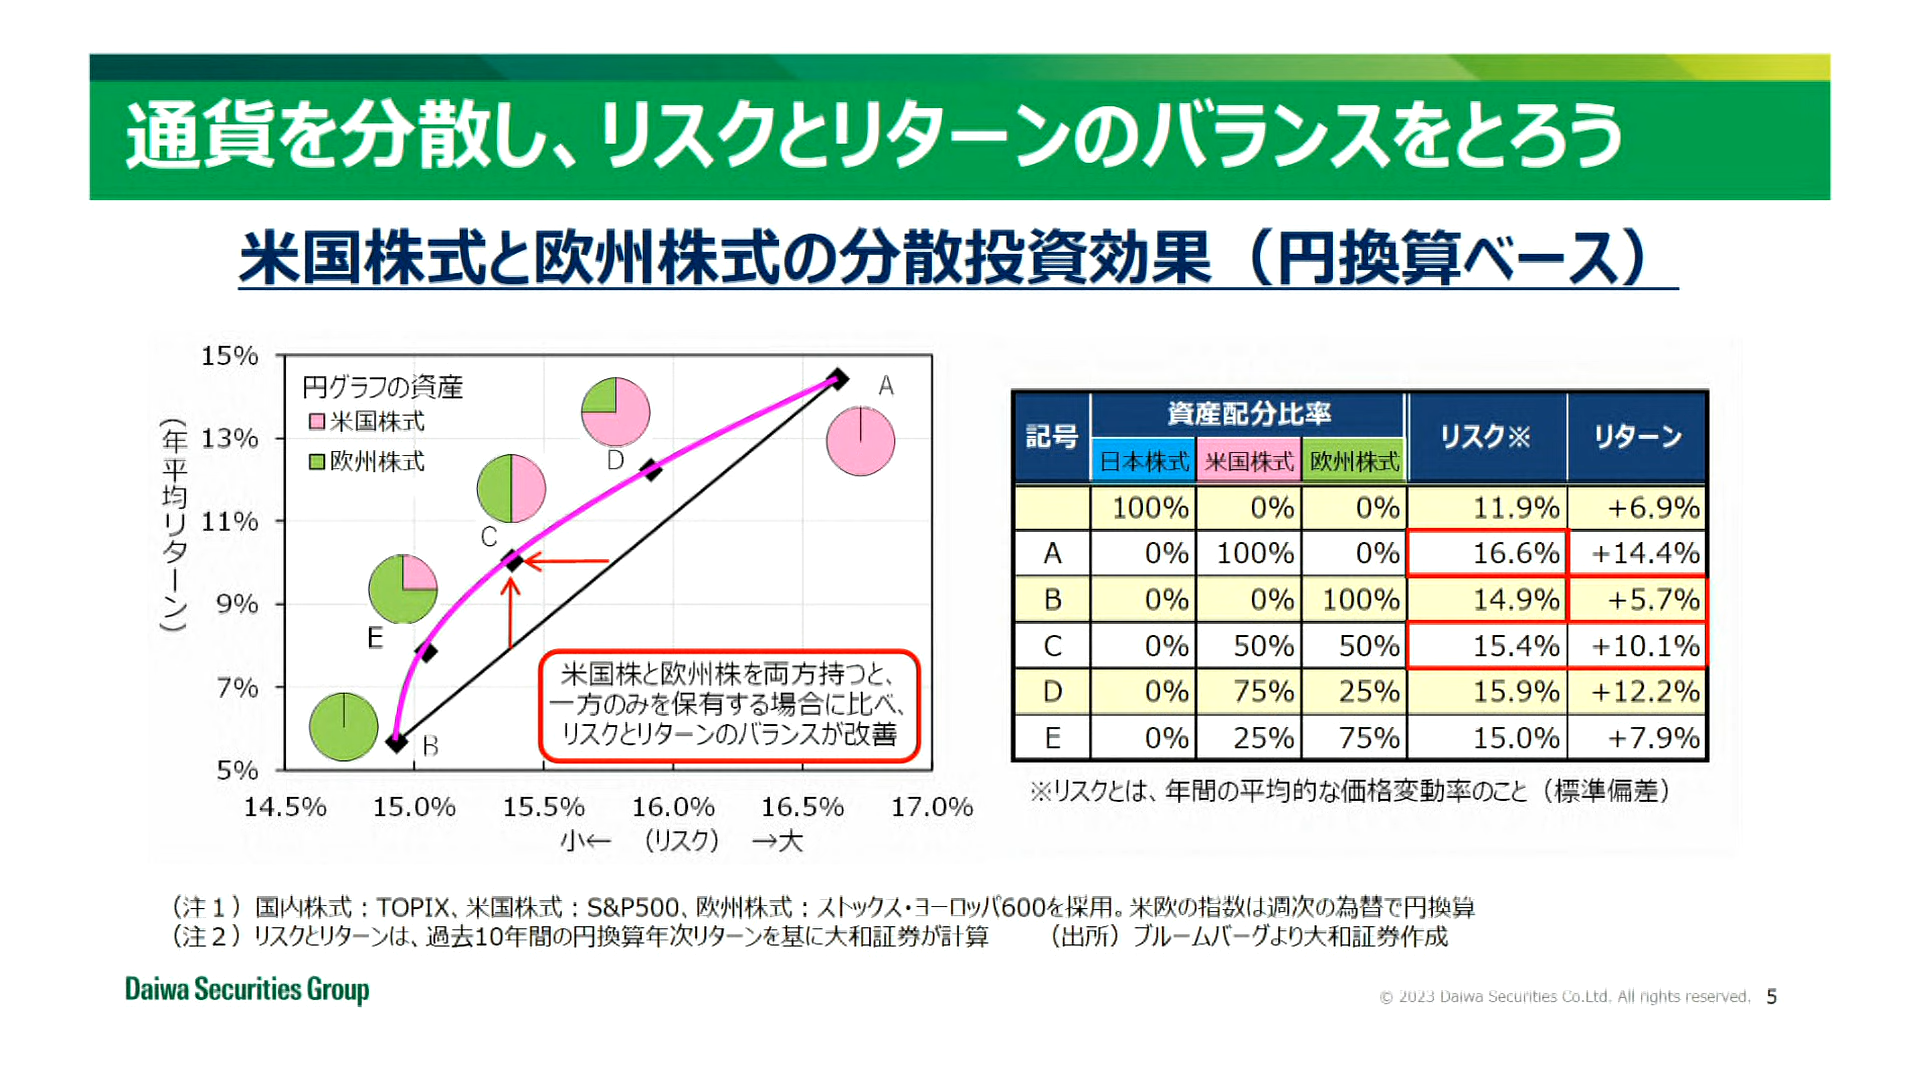 通貨を分散し、リスクとリターンのバランスをとろう
米国株式と欧州株式の分散投資効果（円換算ベース）
（年平均リターン）
15%
13%
11%
9%
7%
5%
円グラフの資産
米国株式
欧州株式
A
D
C
E
B
米国株と欧州株を両方持つと、
一方のみを保有する場合に比べ、
リスクとリターンのバランスが改善
14.5% 15.0% 15.5% 16.0% 16.5% 17.0%
小← （リスク） →大
記号 資産配分比率 リスク※ リターン
日本株式 米国株式 欧州株式
100% 0% 0% 11.9% +6.9%
A 0% 100% 0% 16.6% +14.4%
B 0% 0% 100% 14.9% +5.7%
C 0% 50% 50% 15.4% +10.1%
D 0% 75% 25% 15.9% +12.2%
E 0% 25% 75% 15.0% +7.9%
※リスクとは、年間の平均的な価格変動率のこと（標準偏差）
（注１）国内株式：TOPIX、米国株式：S&P500、欧州株式：ストックス・ヨーロッパ600を採用。米欧の指数は週次の為替で円換算
（注２）リスクとリターンは、過去10年間の円換算年次リターンを基に大和証券が計算 （出所）ブルームバーグより大和証券作成
Daiwa Securities Group
© 2023 Daiwa Securities Co.Ltd. All rights reserved. 5